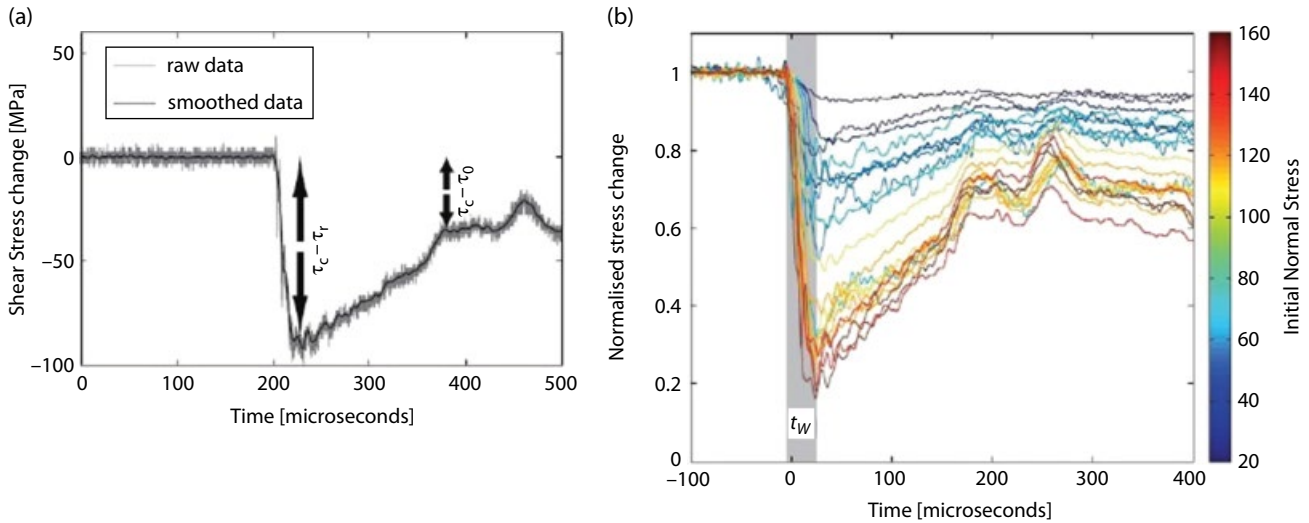 (a)
50
0
−50
−100
Shear Stress change [MPa]
raw data
smoothed data
τc − τr
τc − τ0
0
100
200
300
400
500
Time [microseconds]
(b)
1
0.8
0.6
0.4
0.2
0
Normalised stress change
tW
−100
0
100
200
300
400
Time [microseconds]
160
140
120
100
80
60
40
20
Initial Normal Stress